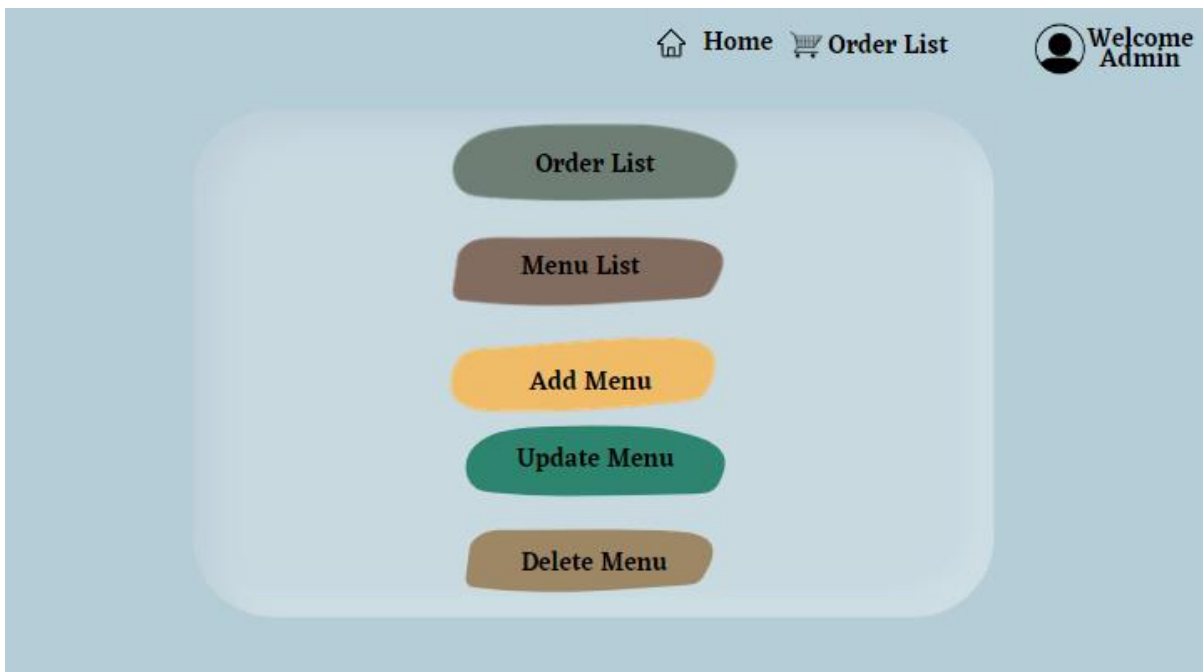 Home
Order List
Welcome
Admin
Order List
Menu List
Add Menu
Update Menu
Delete Menu